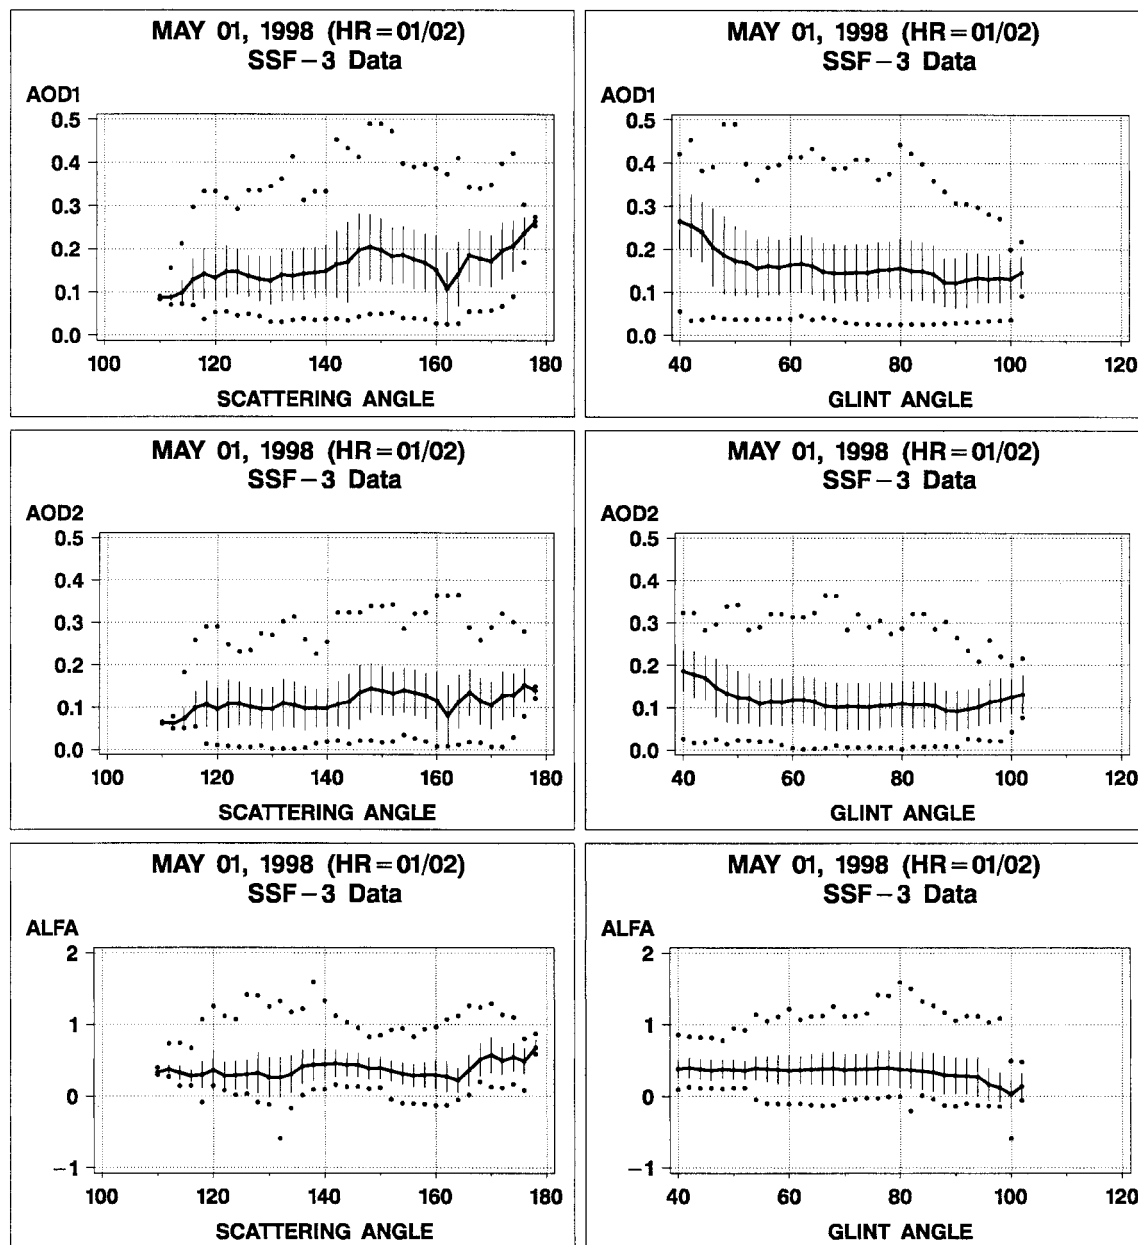 MAY 01, 1998 (HR=01/02)
SSF-3 Data
AOD1
0.5
0.4
0.3
0.2
0.1
0.0
100 120 140 160 180
SCATTERING ANGLE
MAY 01, 1998 (HR=01/02)
SSF-3 Data
AOD1
0.5
0.4
0.3
0.2
0.1
0.0
40 60 80 100 120
GLINT ANGLE
MAY 01, 1998 (HR=01/02)
SSF-3 Data
AOD2
0.5
0.4
0.3
0.2
0.1
0.0
100 120 140 160 180
SCATTERING ANGLE
MAY 01, 1998 (HR=01/02)
SSF-3 Data
AOD2
0.5
0.4
0.3
0.2
0.1
0.0
40 60 80 100 120
GLINT ANGLE
MAY 01, 1998 (HR=01/02)
SSF-3 Data
ALFA
2
1
0
-1
100 120 140 160 180
SCATTERING ANGLE
MAY 01, 1998 (HR=01/02)
SSF-3 Data
ALFA
2
1
0
-1
40 60 80 100 120
GLINT ANGLE